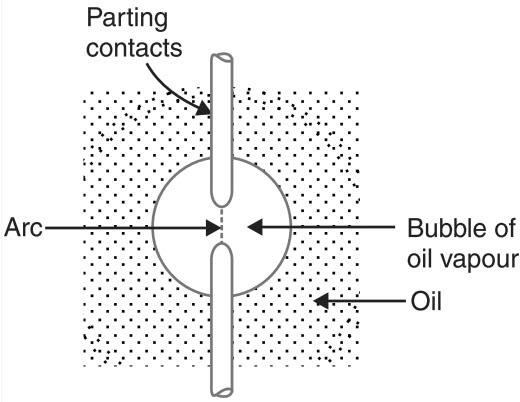 Parting
contacts
Arc
Bubble of
oil vapour
Oil